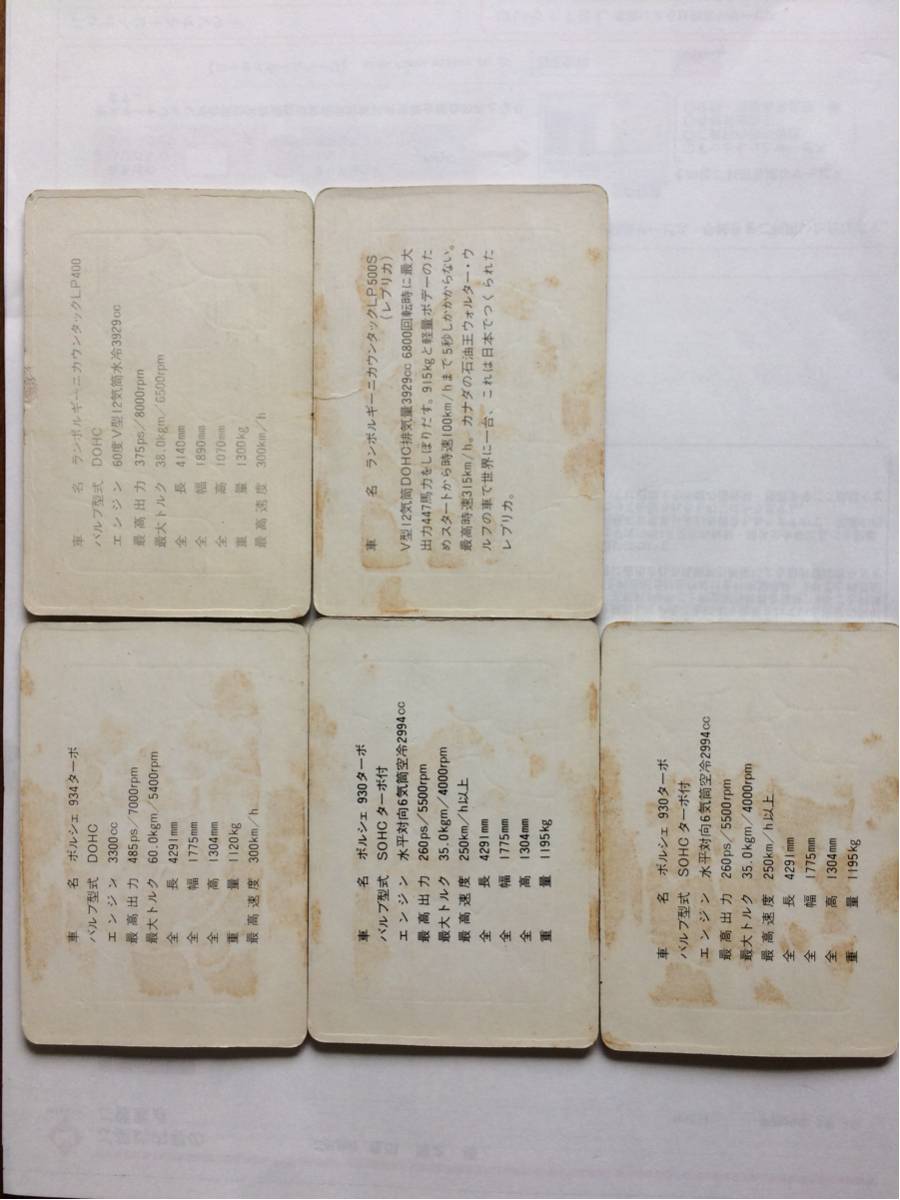 車名 ランボルギーニカウンタックLP400
バルブ型式 DOHC
エンジン 60度V型12気筒水冷3929cc
最高出力 375ps/8000rpm
最大トルク 38.0kgm/6500rpm
全長 4140mm
全幅 1890mm
全高 1070mm
重量 1300kg
最高速度 300km/h
車名 ランボルギーニカウンタックLP500S
(レプリカ)
V型12気筒DOHC排気量3929cc 6800回転時に最大
出力447馬力をしぼりだす。915kgと軽量ボデーのた
めスタートから時速100km/hまで5秒しかかからない。
最高時速315km/h。カナダの石油王ウォルター・ウ
ルフの車で世界に一台、これは日本でつくられた
レプリカ。
車名 ポルシェ 934ターボ
バルブ型式 DOHC
エンジン 3300cc
最高出力 485ps/7000rpm
最大トルク 60.0kgm/5400rpm
全長 4291mm
全幅 1775mm
全高 1304mm
重量 1120kg
最高速度 300km/h
車名 ポルシェ 930ターボ
バルブ型式 SOHCターボ付
エンジン 水平対向6気筒空冷2994cc
最高出力 260ps/5500rpm
最大トルク 35.0kgm/4000rpm
最高速度 250km/h以上
全長 4291mm
全幅 1775mm
全高 1304mm
重量 1195kg
車名 ポルシェ 930ターボ
バルブ型式 SOHCターボ付
エンジン 水平対向6気筒空冷2994cc
最高出力 260ps/5500rpm
最大トルク 35.0kgm/4000rpm
最高速度 250km/h以上
全長 4291mm
全幅 1775mm
全高 1304mm
重量 1195kg